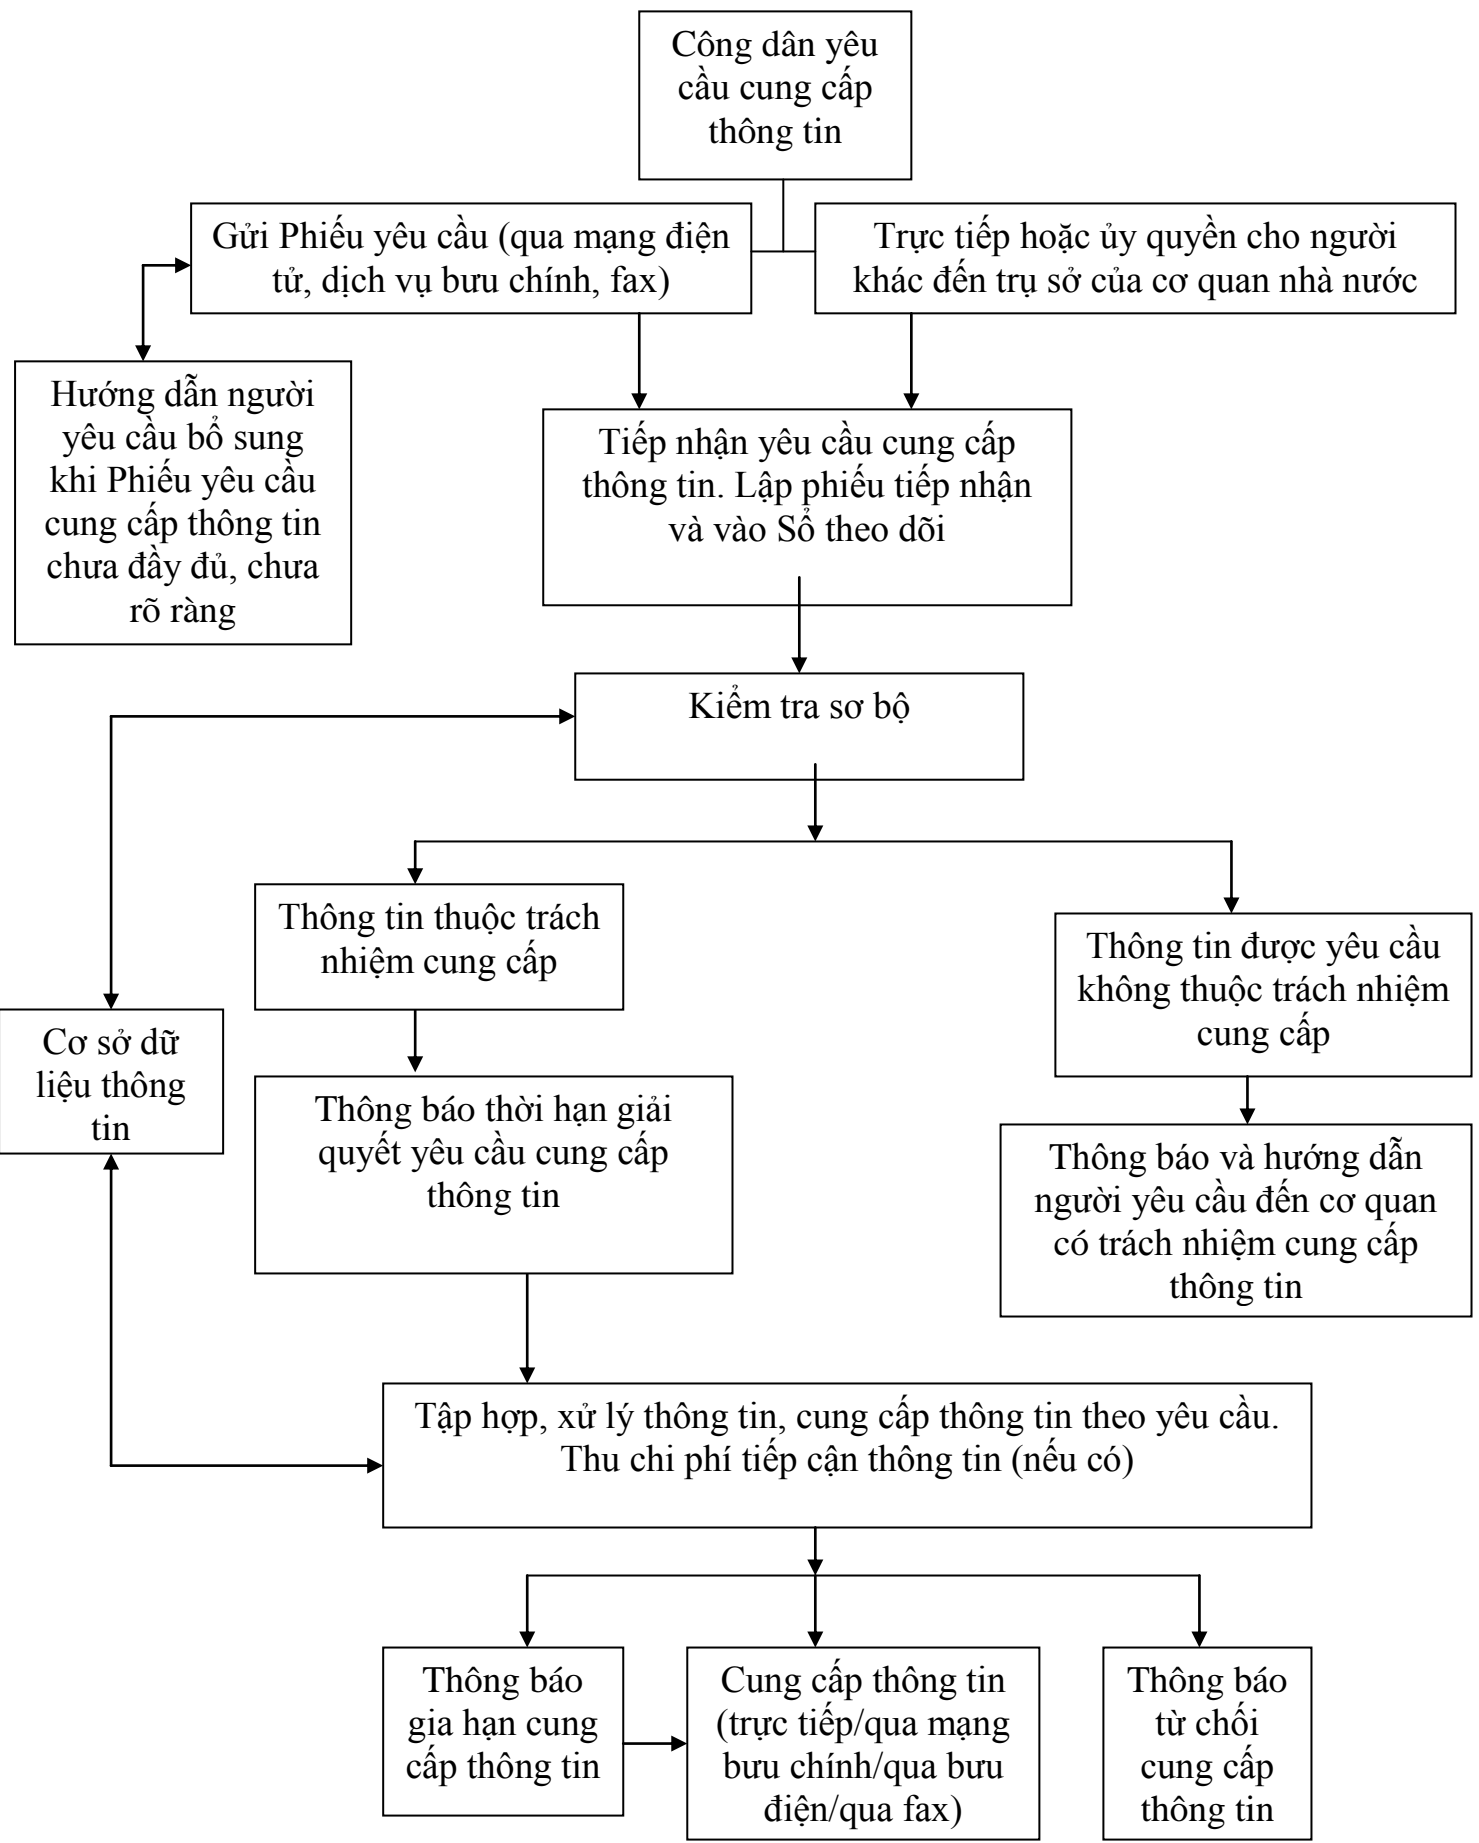 Công dân yêu
cầu cung cấp
thông tin
Gửi Phiếu yêu cầu (qua mạng điện
tử, dịch vụ bưu chính, fax)
Trực tiếp hoặc ủy quyền cho người
khác đến trụ sở của cơ quan nhà nước
Hướng dẫn người
yêu cầu bổ sung
khi Phiếu yêu cầu
cung cấp thông tin
chưa đầy đủ, chưa
rõ ràng
Tiếp nhận yêu cầu cung cấp
thông tin. Lập phiếu tiếp nhận
và vào Sổ theo dõi
Kiểm tra sơ bộ
Thông tin thuộc trách
nhiệm cung cấp
Thông tin được yêu cầu
không thuộc trách nhiệm
cung cấp
Cơ sở dữ
liệu thông
tin
Thông báo thời hạn giải
quyết yêu cầu cung cấp
thông tin
Thông báo và hướng dẫn
người yêu cầu đến cơ quan
có trách nhiệm cung cấp
thông tin
Tập hợp, xử lý thông tin, cung cấp thông tin theo yêu cầu.
Thu chi phí tiếp cận thông tin (nếu có)
Thông báo
gia hạn cung
cấp thông tin
Cung cấp thông tin
(trực tiếp/qua mạng
bưu chính/qua bưu
điện/qua fax)
Thông báo
từ chối
cung cấp
thông tin